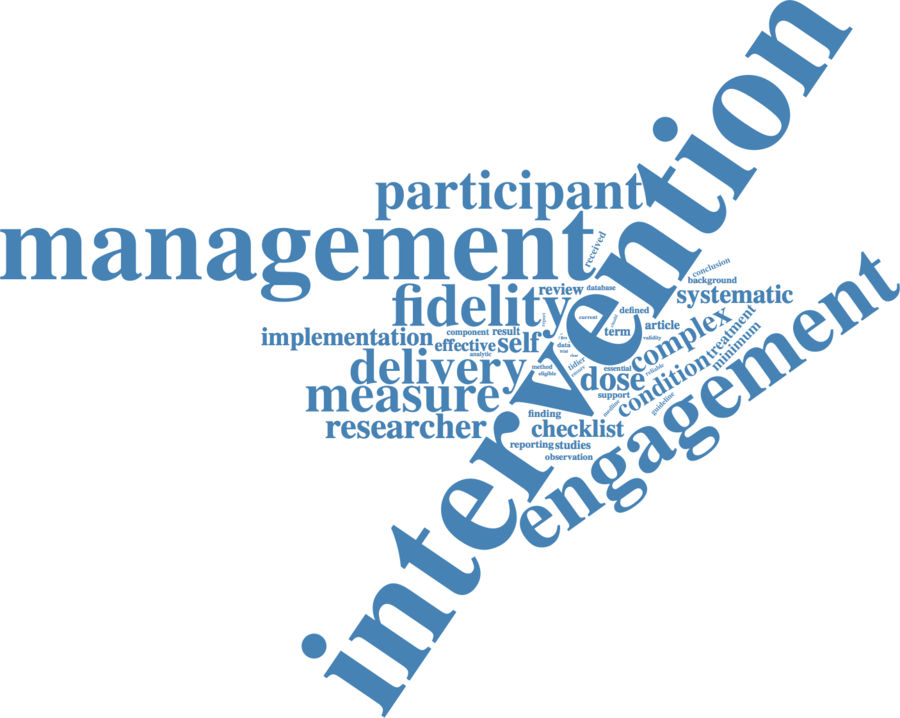 intervention
participant
management
received
conclusion
background
review
database
systematic
fidelity
defined
current
complex
engagement
implementation
component
result
term
article
treatment
effective
self
validity
minimum
analytic
data
delivery
tidier
condition
method
essential
reliable
eligible
dose
measure
support
guideline
finding
researcher
checklist
reporting
studies
observation